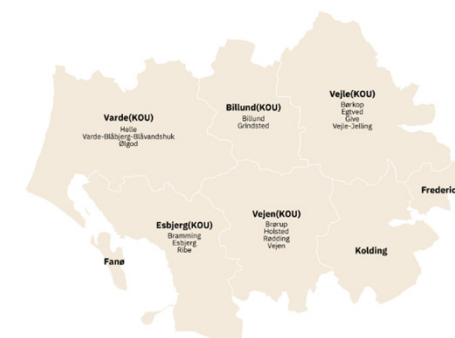 Varde(KOU)
Helle
Varde-Blåbjerg-Blåvandshuk
Ølgod
Billund(KOU)
Billund
Grindsted
Vejle(KOU)
Børkop
Egtved
Give
Vejle-Jelling
Frederic
Esbjerg(KOU)
Bramming
Esbjerg
Ribe
Vejen(KOU)
Brørup
Holsted
Rødding
Vejen
Kolding
Fanø